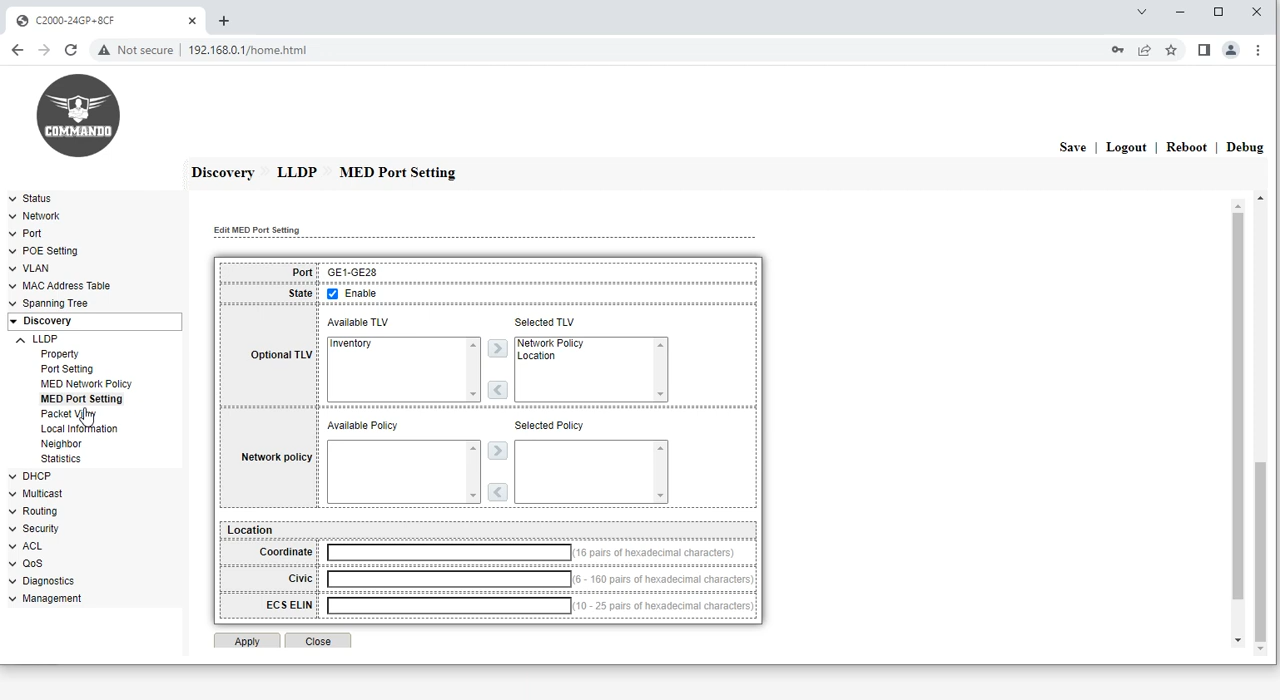 C2000-24GP+8CF
Not secure | 192.168.0.1/home.html
COMMANDO
Save | Logout | Reboot | Debug
Discovery » LLDP » MED Port Setting
Status
Network
Port
POE Setting
VLAN
MAC Address Table
Spanning Tree
Discovery
LLDP
Property
Port Setting
MED Network Policy
MED Port Setting
Packet View
Local Information
Neighbor
Statistics
DHCP
Multicast
Routing
Security
ACL
QoS
Diagnostics
Management
Edit MED Port Setting
Port GE1-GE28
State Enable
Available TLV Selected TLV
Optional TLV
Inventory
Network Policy
Location
Available Policy Selected Policy
Network policy
Location
Coordinate (16 pairs of hexadecimal characters)
Civic (6 - 160 pairs of hexadecimal characters)
ECS ELIN (10 - 25 pairs of hexadecimal characters)
Apply Close